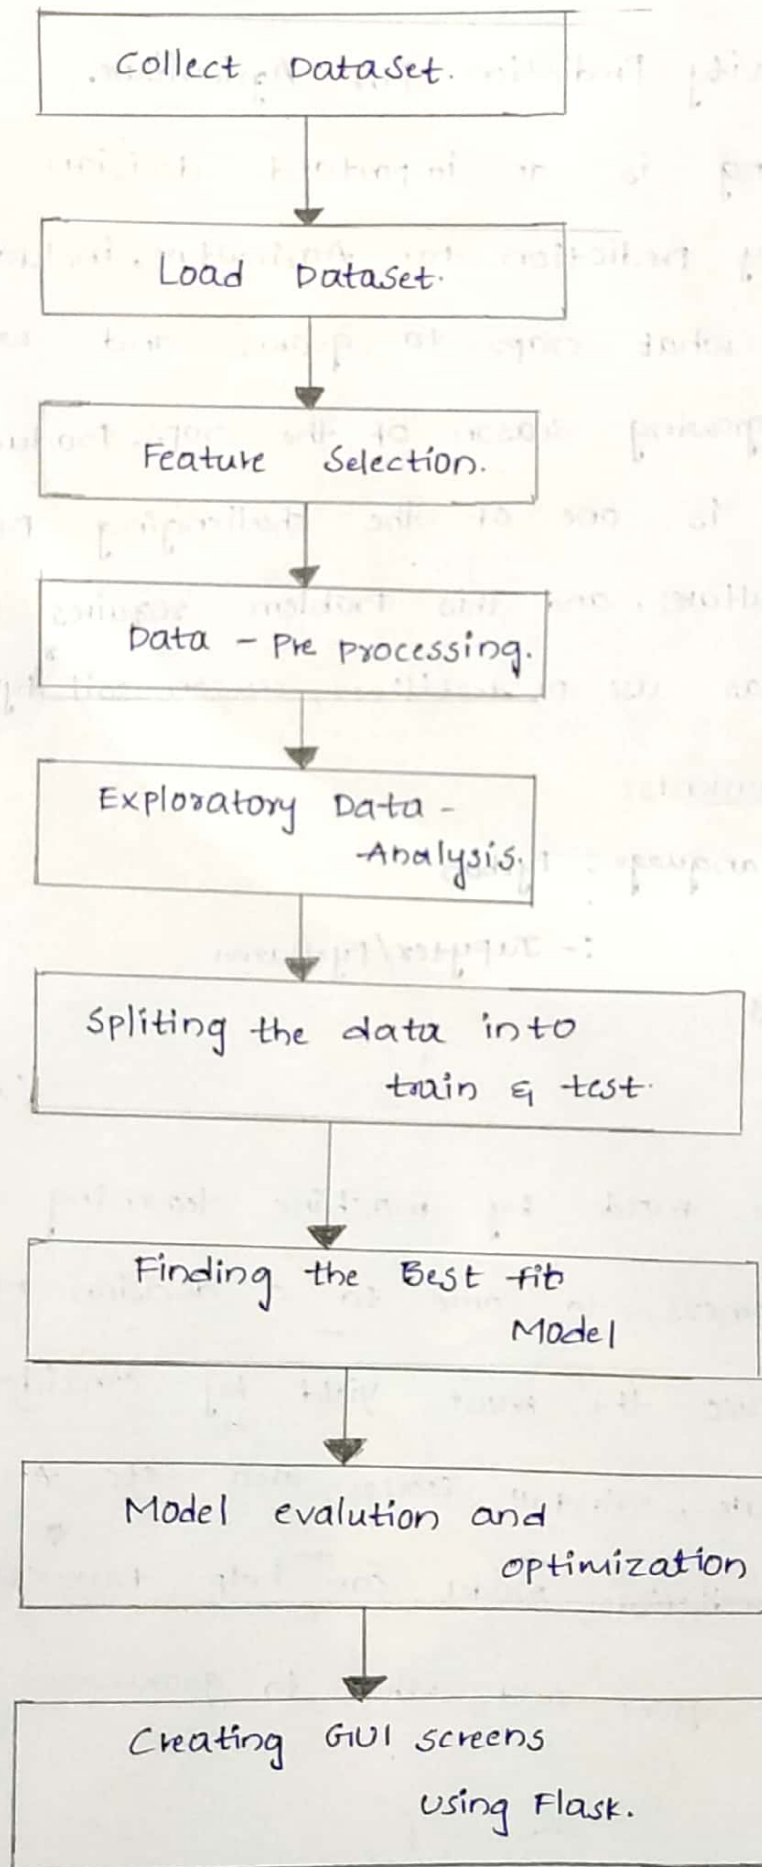 Collect Dataset.
Load Dataset.
Feature Selection.
Data - Pre processing.
Exploratory Data -
Analysis.
Spliting the data into
train & test.
Finding the Best fit
Model
Model evalution and
optimization
Creating GUI screens
using Flask.